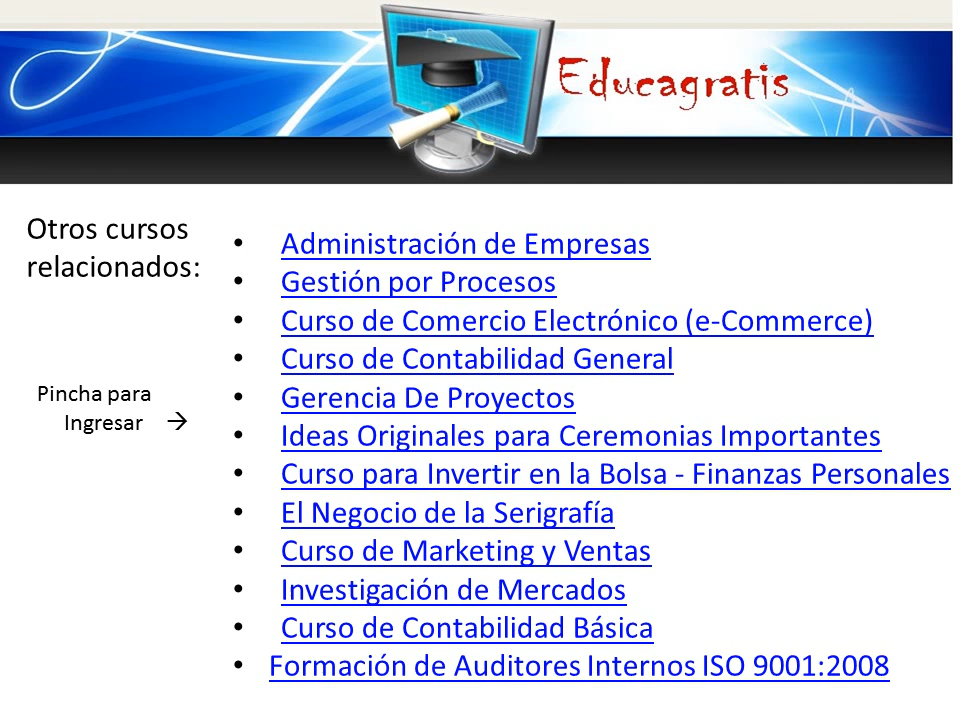 Educagratis
Otros cursos
relacionados:
Pincha para
Ingresar →
• Administración de Empresas
• Gestión por Procesos
• Curso de Comercio Electrónico (e-Commerce)
• Curso de Contabilidad General
• Gerencia De Proyectos
• Ideas Originales para Ceremonias Importantes
• Curso para Invertir en la Bolsa - Finanzas Personales
• El Negocio de la Serigrafía
• Curso de Marketing y Ventas
• Investigación de Mercados
• Curso de Contabilidad Básica
• Formación de Auditores Internos ISO 9001:2008